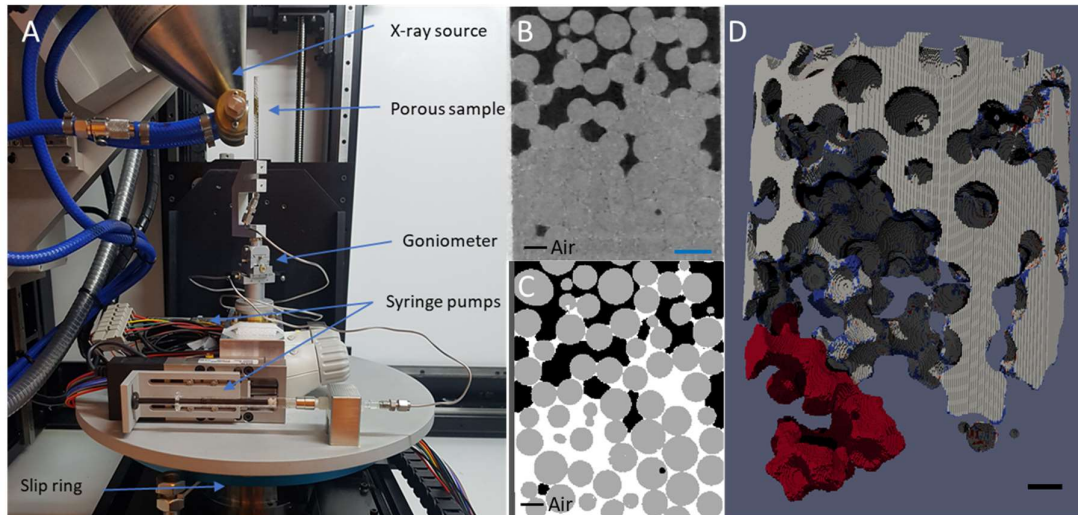 A
X-ray source
Porous sample
Goniometer
Syringe pumps
Slip ring
B
Air
C
Air
D